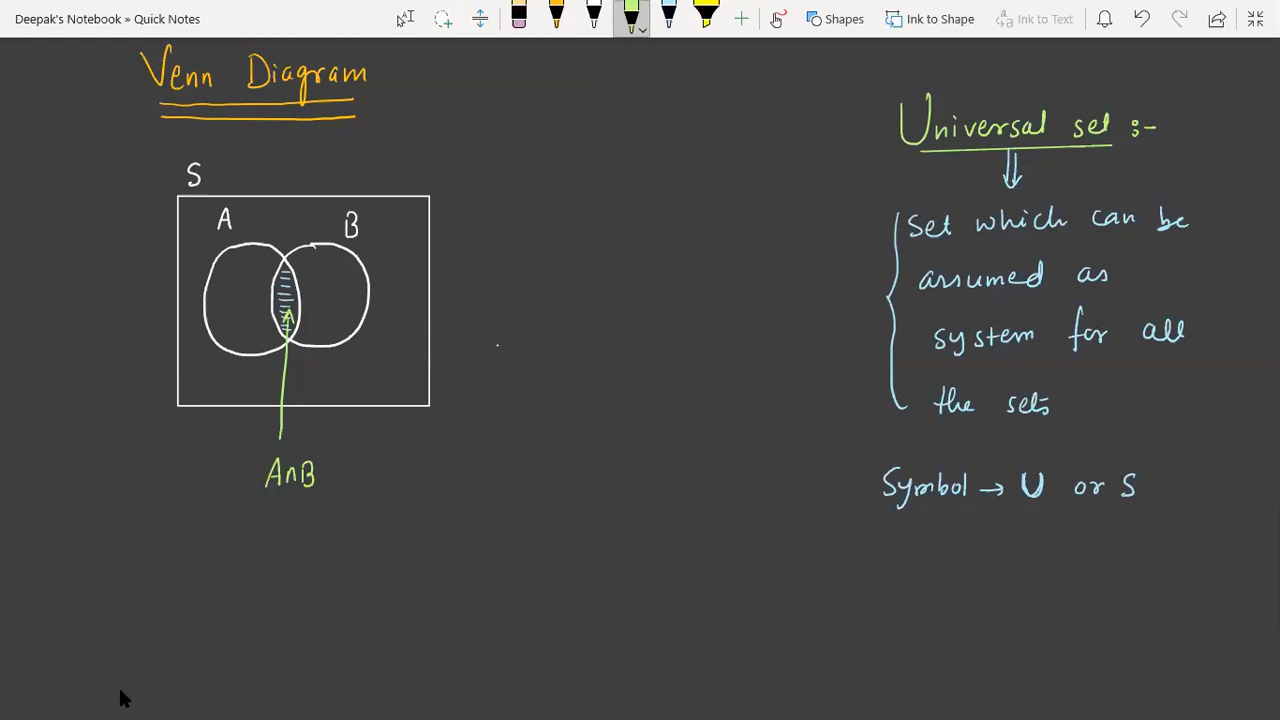 Deepak's Notebook » Quick Notes
Shapes
Ink to Shape
Ink to Text
Venn Diagram
S
A
B
A∩B
Universal set :-
Set which can be
assumed as
system for all
the sets
Symbol → U or S